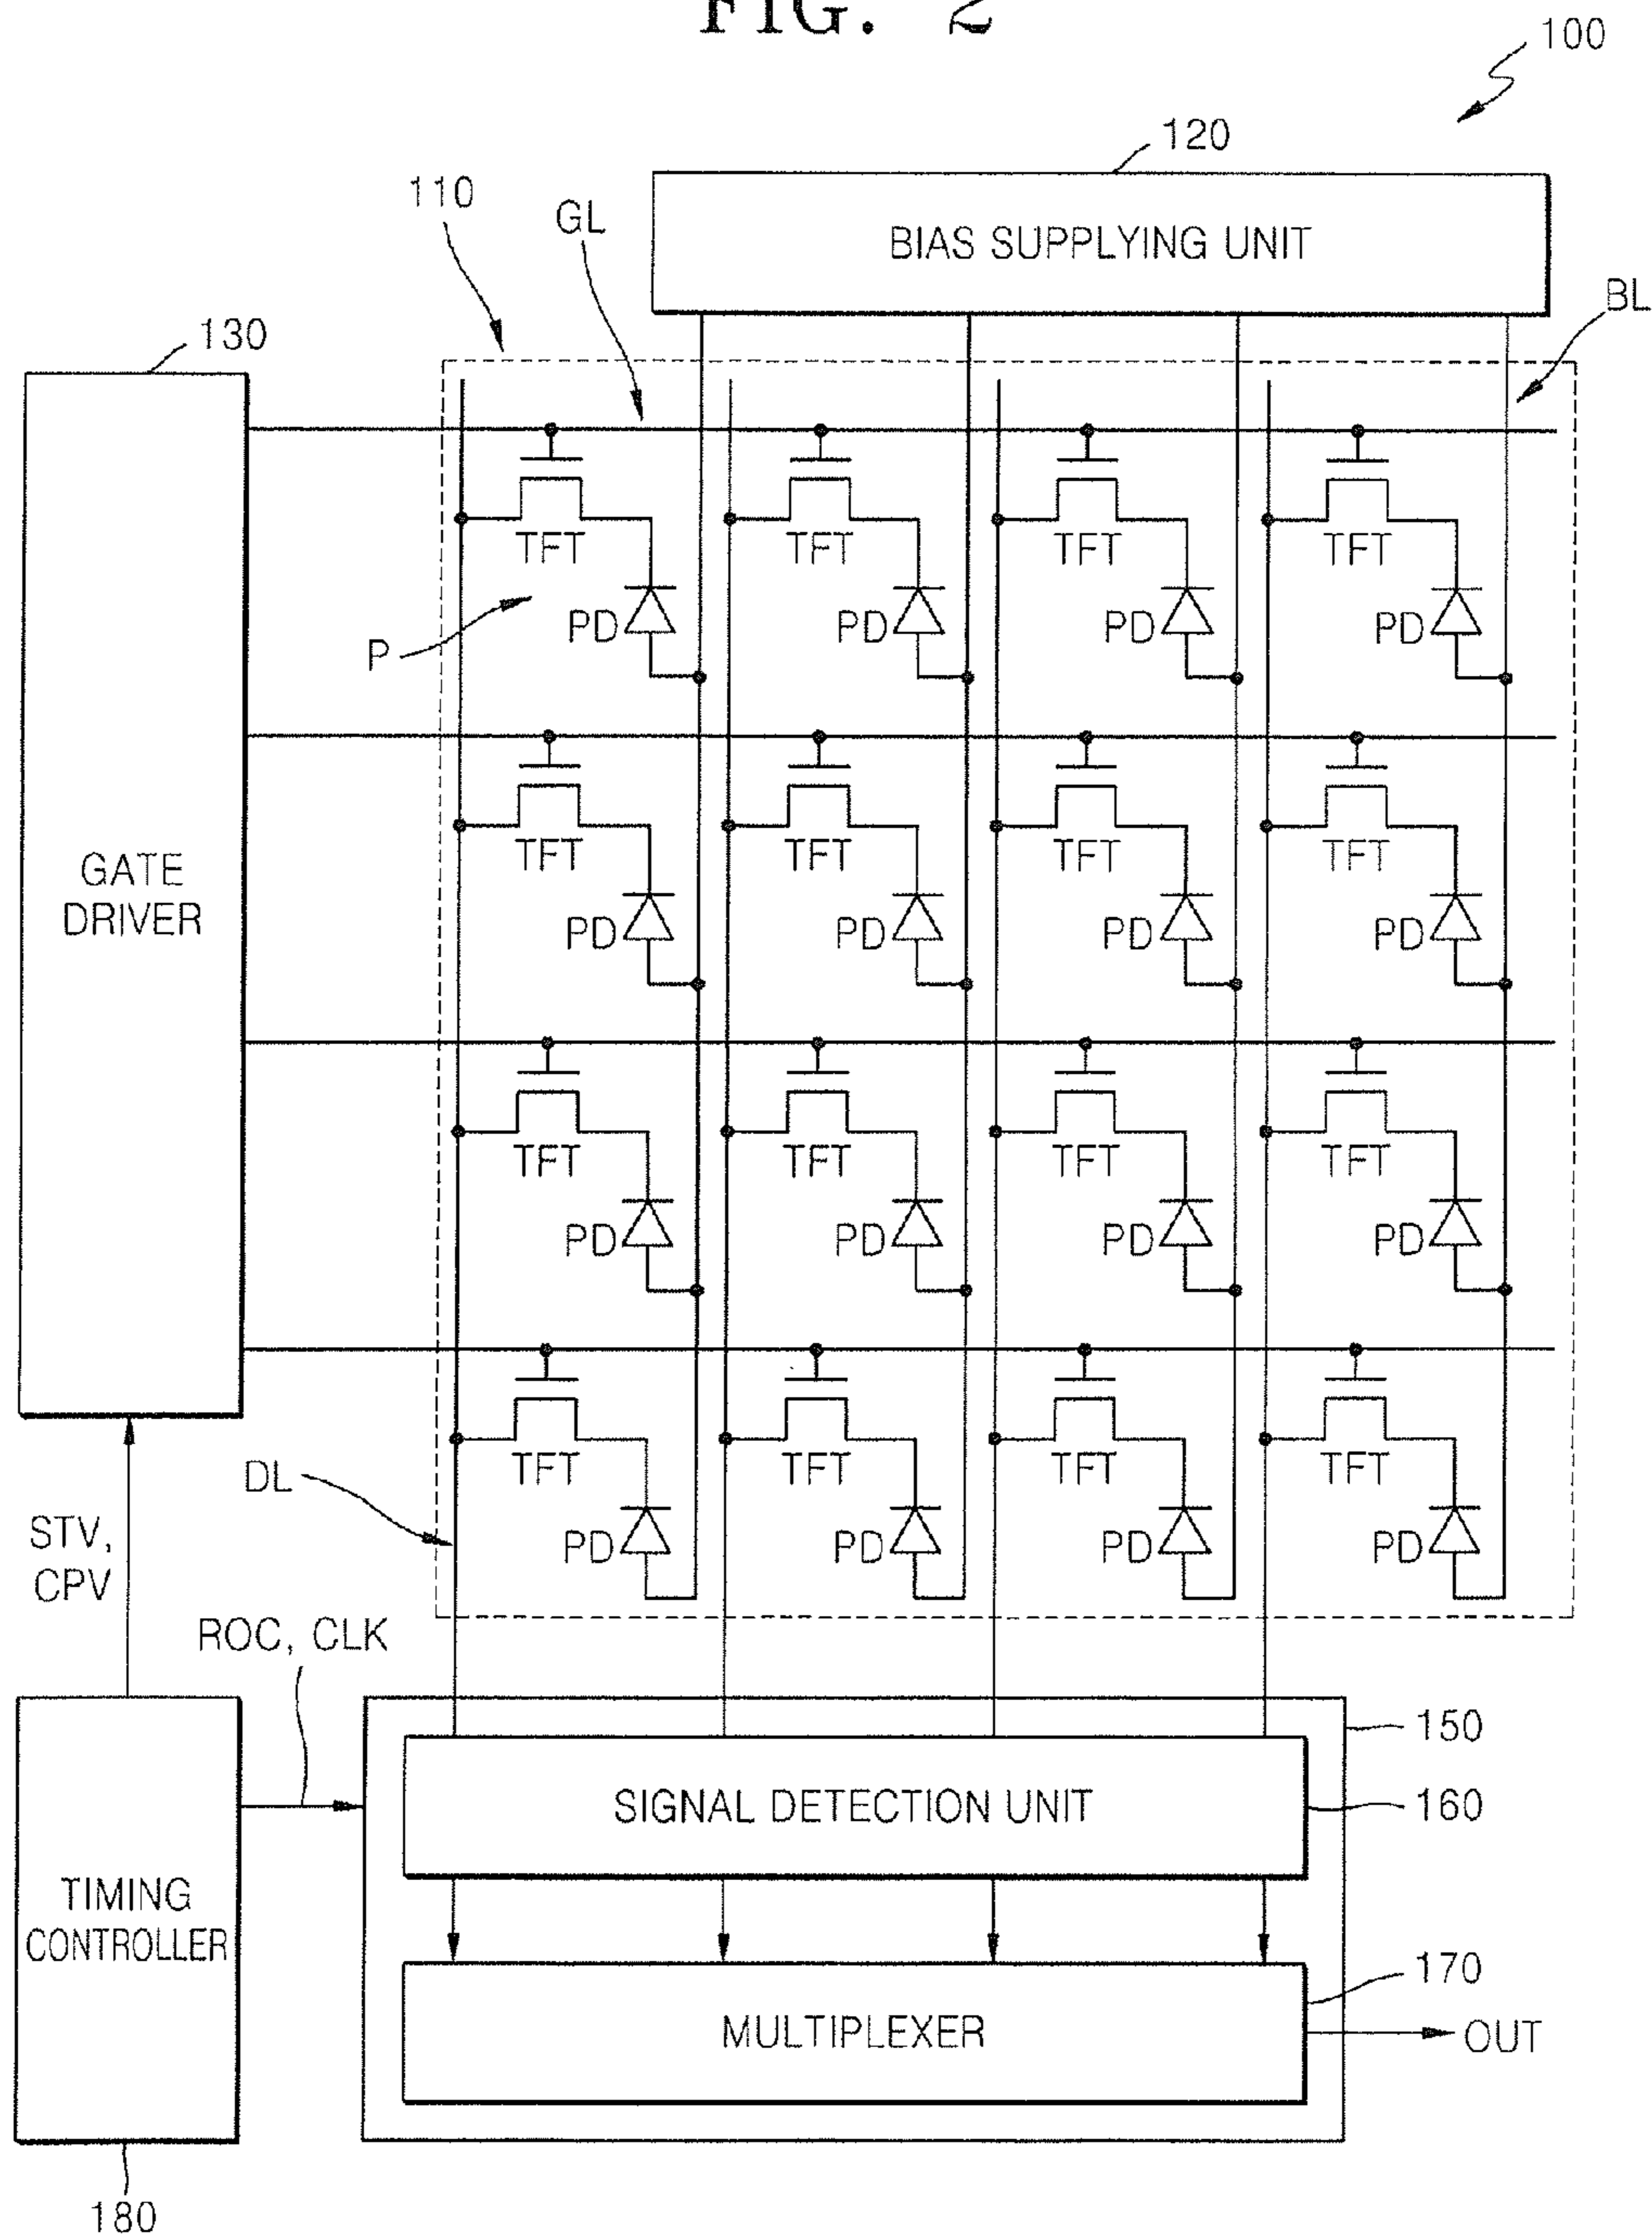 FIG. 2
100
120
110
GL
BIAS SUPPLYING UNIT
BL
130
TFT TFT TFT TFT
P
PD PD PD PD
GATE
DRIVER
TFT TFT TFT TFT
PD PD PD PD
TFT TFT TFT TFT
PD PD PD PD
TFT TFT TFT TFT
DL
PD PD PD PD
STV,
CPV
ROC, CLK
150
SIGNAL DETECTION UNIT
160
TIMING
CONTROLLER
170
MULTIPLEXER
OUT
180